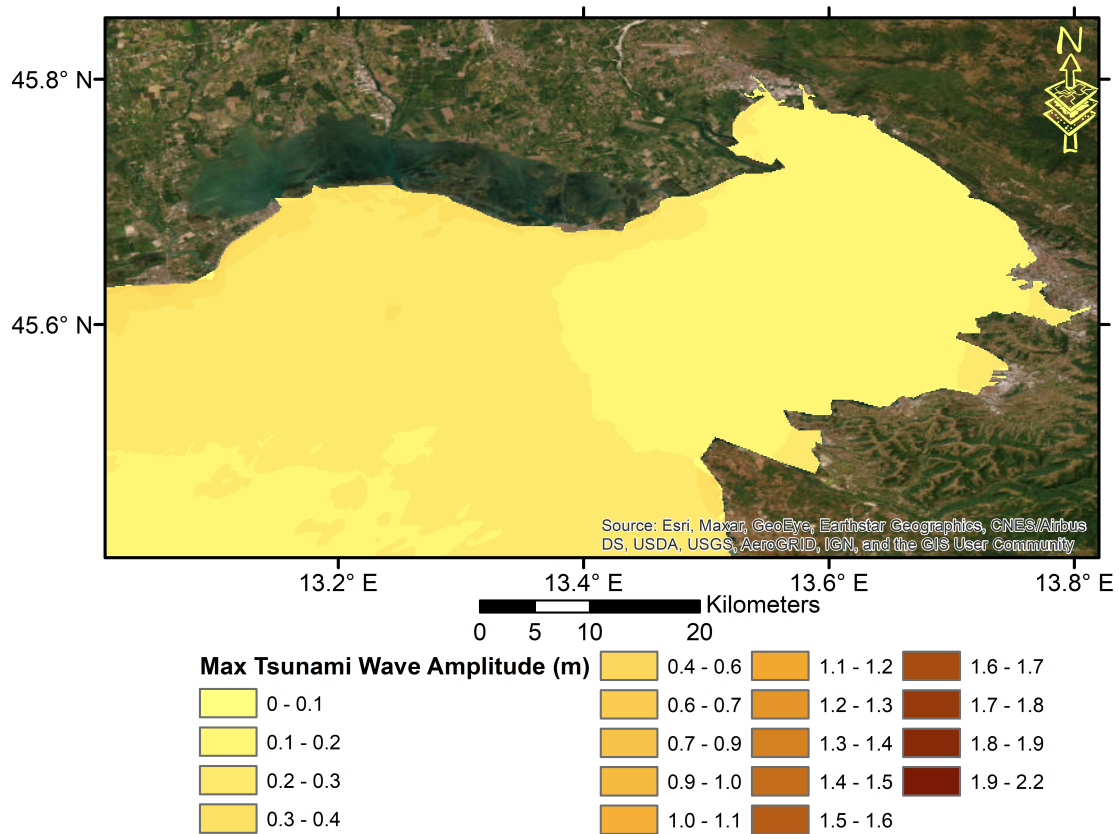 N
45.8° N
45.6° N
Source: Esri, Maxar, GeoEye, Earthstar Geographics, CNES/Airbus
DS, USDA, USGS, AeroGRID, IGN, and the GIS User Community
13.2° E
13.4° E
13.6° E
13.8° E
Kilometers
0 5 10 20
Max Tsunami Wave Amplitude (m)
0 - 0.1
0.1 - 0.2
0.2 - 0.3
0.3 - 0.4
0.4 - 0.6
0.6 - 0.7
0.7 - 0.9
0.9 - 1.0
1.0 - 1.1
1.1 - 1.2
1.2 - 1.3
1.3 - 1.4
1.4 - 1.5
1.5 - 1.6
1.6 - 1.7
1.7 - 1.8
1.8 - 1.9
1.9 - 2.2